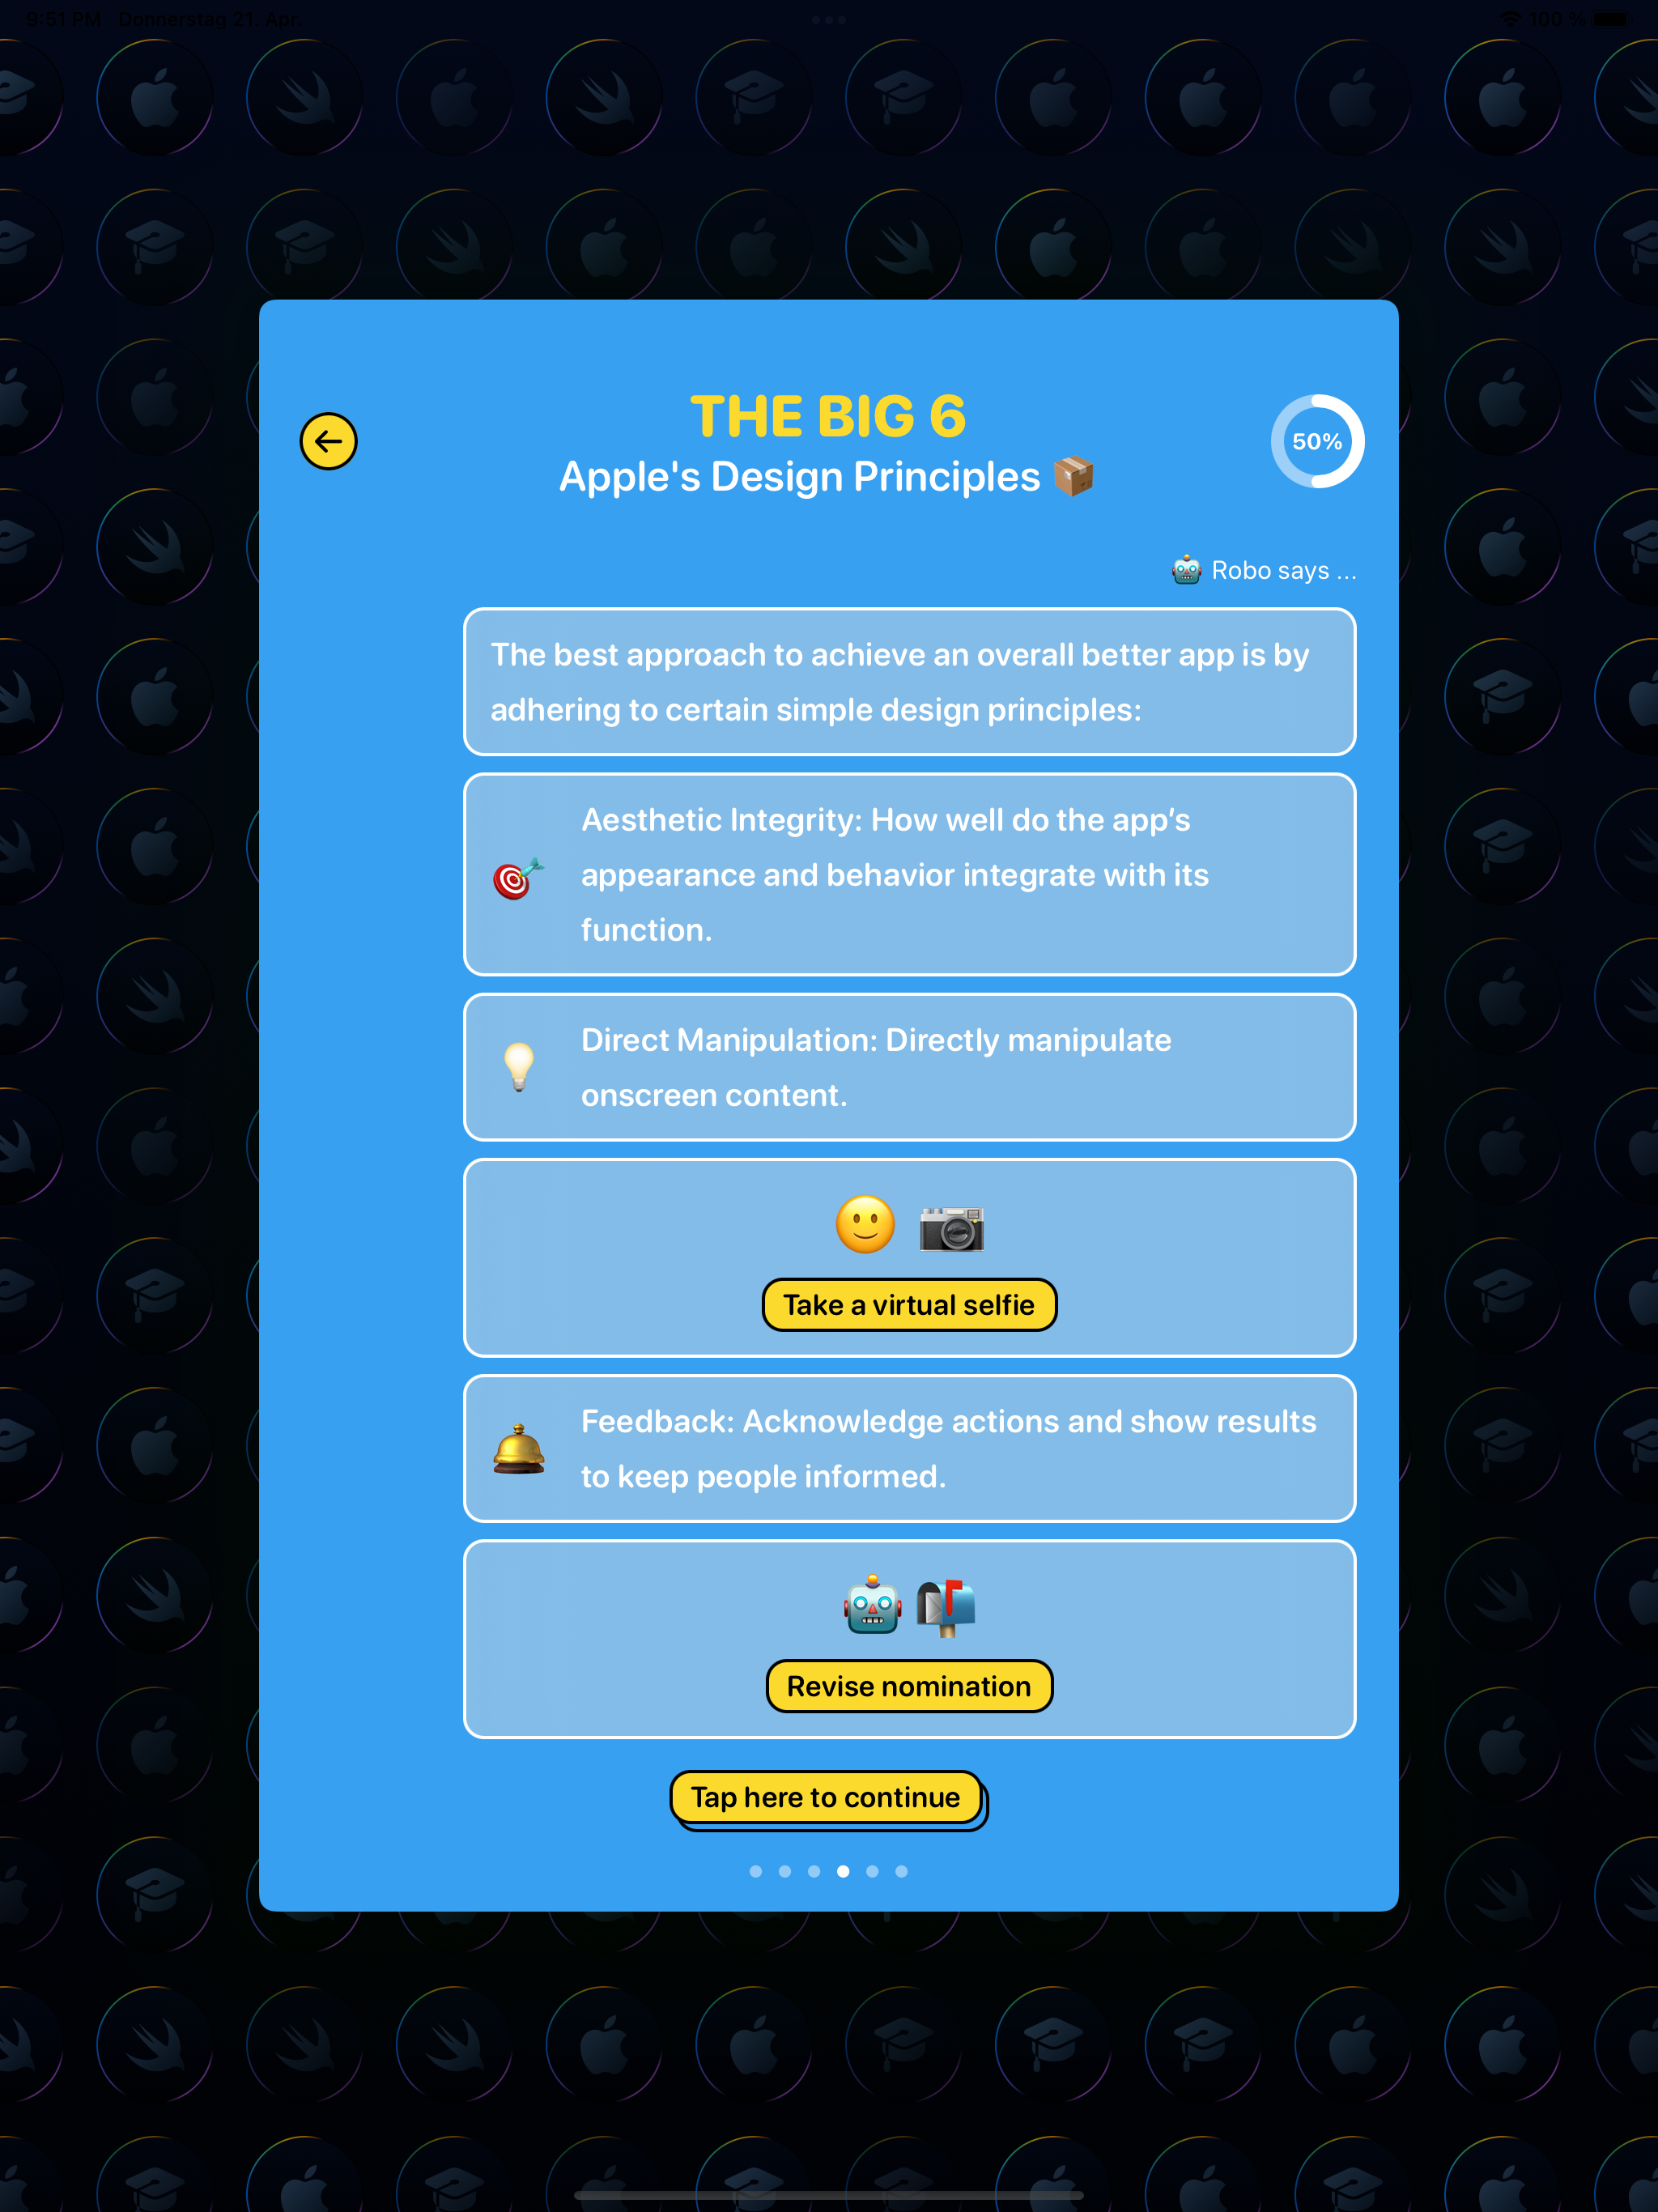 9:51 PM Donnerstag 21. Apr.
100 %
THE BIG 6
Apple's Design Principles
50%
Robo says ...
The best approach to achieve an overall better app is by
adhering to certain simple design principles:
Aesthetic Integrity: How well do the app’s
appearance and behavior integrate with its
function.
Direct Manipulation: Directly manipulate
onscreen content.
Take a virtual selfie
Feedback: Acknowledge actions and show results
to keep people informed.
Revise nomination
Tap here to continue